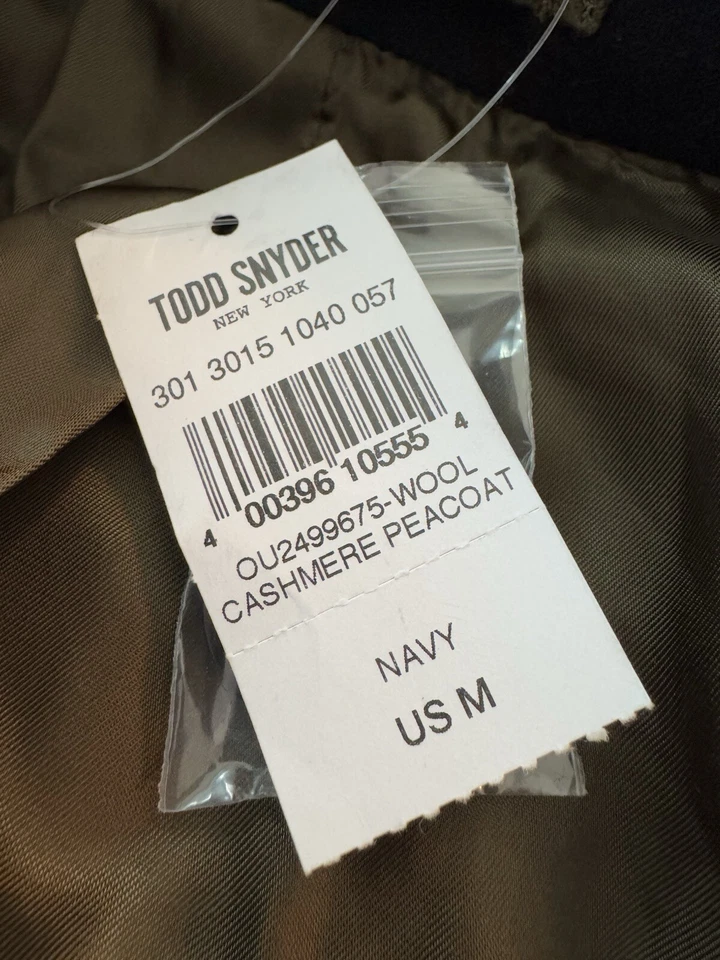 TODD SNYDER
NEW YORK
301 3015 1040 057
4 00396 10555 4
OU2499675-WOOL
CASHMERE PEACOAT
NAVY
US M